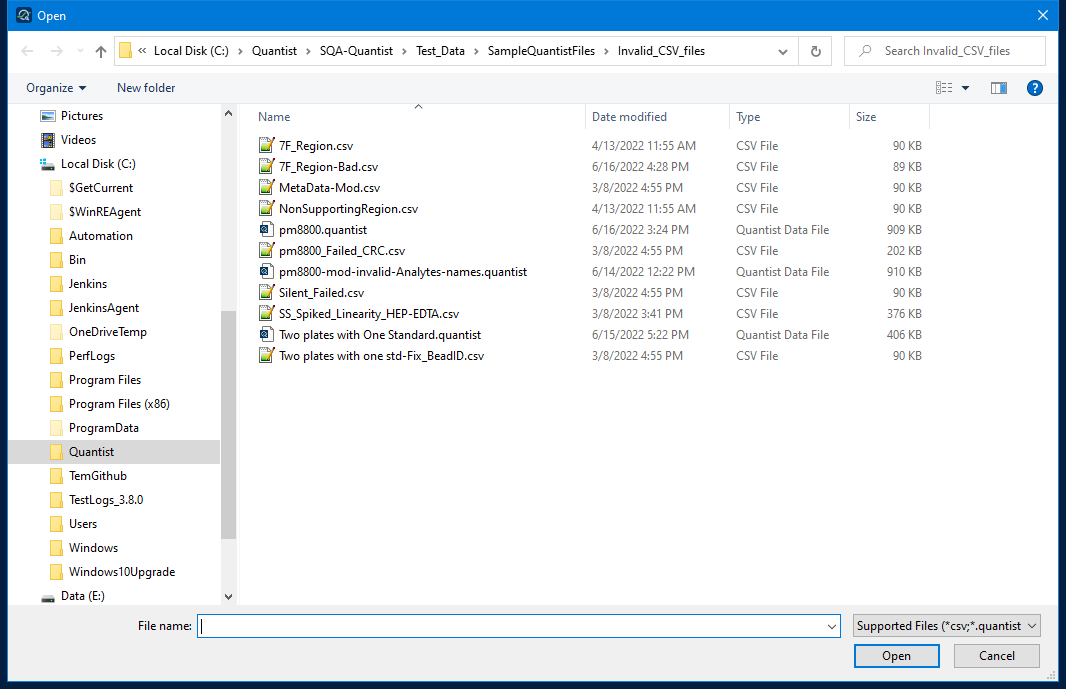 Open
« Local Disk (C:) › Quantist › SQA-Quantist › Test_Data › SampleQuantistFiles › Invalid_CSV_files Search Invalid_CSV_files
Organize New folder ?
Pictures
Videos
Local Disk (C:)
$GetCurrent
$WinREAgent
Automation
Bin
Jenkins
JenkinsAgent
OneDriveTemp
PerfLogs
Program Files
Program Files (x86)
ProgramData
Quantist
TemGithub
TestLogs_3.8.0
Users
Windows
Windows10Upgrade
Data (E:)
Name Date modified Type Size
7F_Region.csv 4/13/2022 11:55 AM CSV File 90 KB
7F_Region-Bad.csv 6/16/2022 4:28 PM CSV File 89 KB
MetaData-Mod.csv 3/8/2022 4:55 PM CSV File 90 KB
NonSupportingRegion.csv 4/13/2022 11:55 AM CSV File 90 KB
pm8800.quantist 6/16/2022 3:24 PM Quantist Data File 909 KB
pm8800_Failed_CRC.csv 3/8/2022 4:55 PM CSV File 202 KB
pm8800-mod-invalid-Analytes-names.quantist 6/14/2022 12:22 PM Quantist Data File 910 KB
Silent_Failed.csv 3/8/2022 4:55 PM CSV File 90 KB
SS_Spiked_Linearity_HEP-EDTA.csv 3/8/2022 3:41 PM CSV File 376 KB
Two plates with One Standard.quantist 6/15/2022 5:22 PM Quantist Data File 406 KB
Two plates with one std-Fix_BeadID.csv 3/8/2022 4:55 PM CSV File 90 KB
File name: Supported Files (*csv;*.quantist
Open Cancel